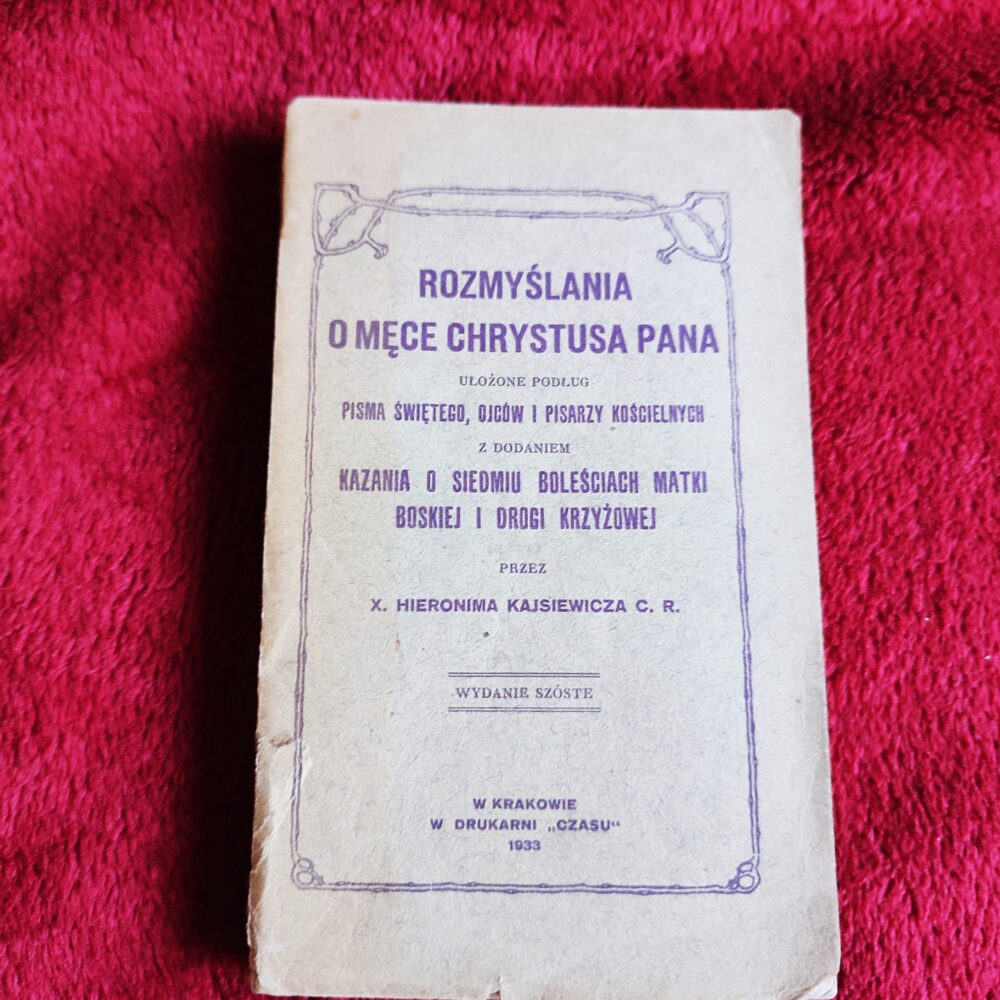 ROZMYŚLANIA
O MĘCE CHRYSTUSA PANA
UŁOŻONE PODŁUG
PISMA ŚWIĘTEGO, OJCÓW I PISARZY KOŚCIELNYCH
Z DODANIEM
KAZANIA O SIEDMIU BOLEŚCIACH MATKI
BOSKIEJ I DROGI KRZYŻOWEJ
PRZEZ
X. HIERONIMA KAJSIEWICZA C. R.
WYDANIE SZÓSTE
W KRAKOWIE
W DRUKARNI „CZASU“
1933